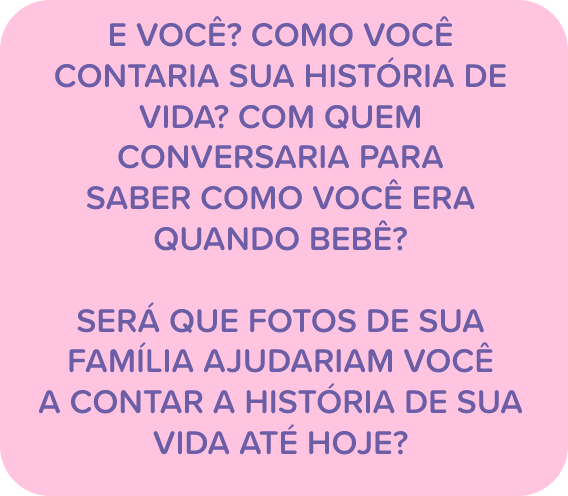 E VOCÊ? COMO VOCÊ
CONTARIA SUA HISTÓRIA DE
VIDA? COM QUEM
CONVERSARIA PARA
SABER COMO VOCÊ ERA
QUANDO BEBÊ?
SERÁ QUE FOTOS DE SUA
FAMÍLIA AJUDARIAM VOCÊ
A CONTAR A HISTÓRIA DE SUA
VIDA ATÉ HOJE?